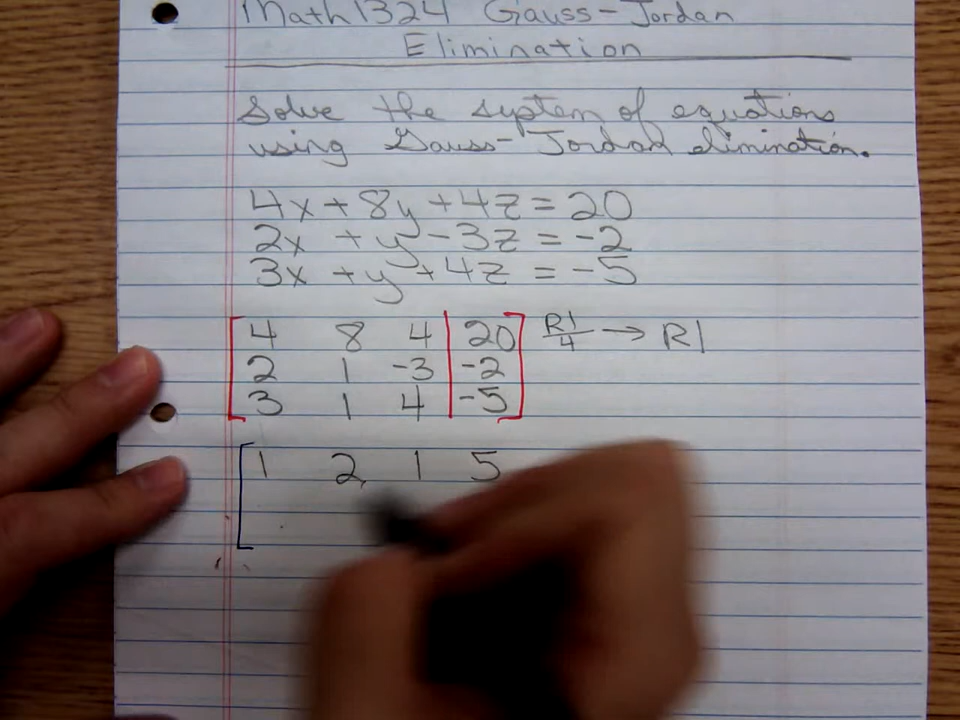 Math 1324 Gauss-Jordan
Elimination
Solve the system of equations
using Gauss-Jordan elimination.
4x + 8y + 4z = 20
2x + y - 3z = -2
3x + y + 4z = -5
4 8 4 20 R1/4 → R1
2 1 -3 -2
3 1 4 -5
1 2 1 5